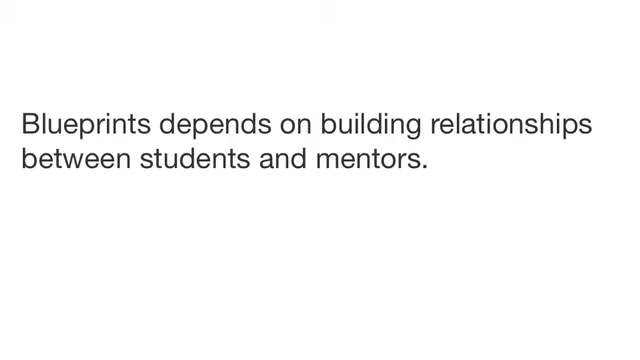 Blueprints depends on building relationships
between students and mentors.